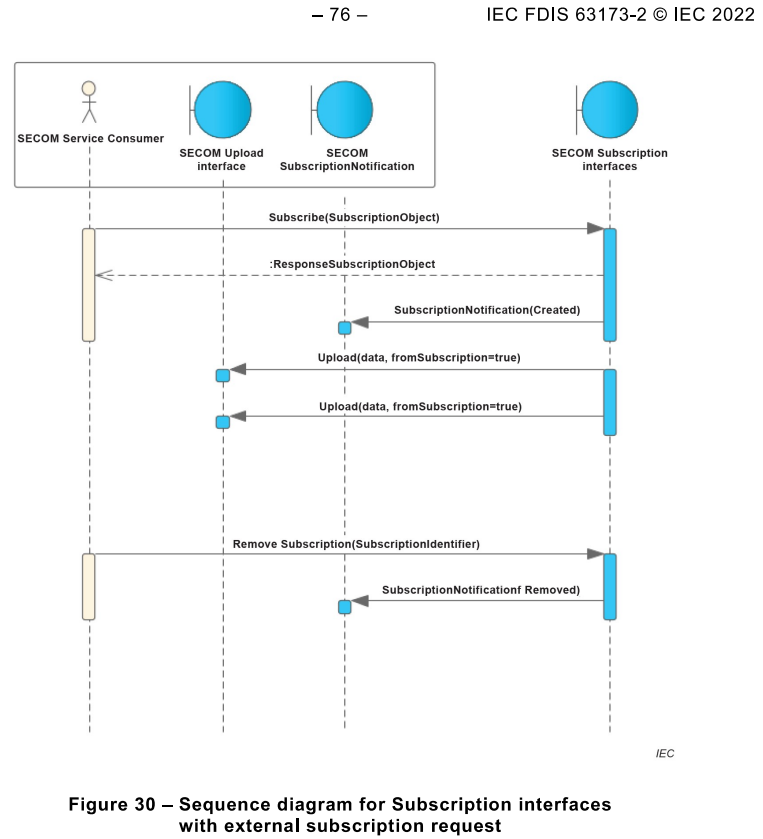 – 76 –
IEC FDIS 63173-2 © IEC 2022
SECOM Service Consumer
SECOM Upload
interface
SECOM
SubscriptionNotification
SECOM Subscription
interfaces
Subscribe(SubscriptionObject)
:ResponseSubscriptionObject
SubscriptionNotification(Created)
Upload(data, fromSubscription=true)
Upload(data, fromSubscription=true)
Remove Subscription(SubscriptionIdentifier)
SubscriptionNotificationf Removed)
IEC
Figure 30 – Sequence diagram for Subscription interfaces
with external subscription request